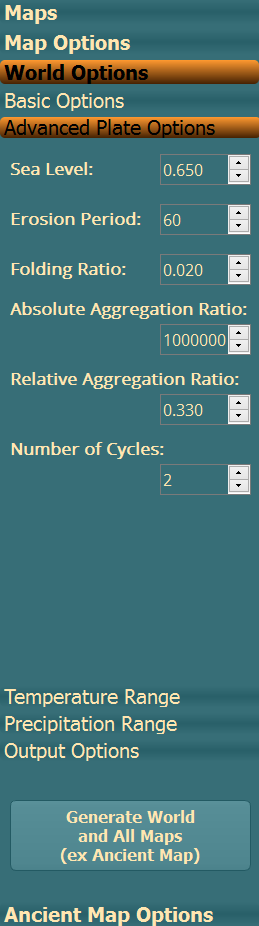 Maps
Map Options
World Options
Basic Options
Advanced Plate Options
Sea Level: 0.650
Erosion Period: 60
Folding Ratio: 0.020
Absolute Aggregation Ratio:
1000000
Relative Aggregation Ratio:
0.330
Number of Cycles:
2
Temperature Range
Precipitation Range
Output Options
Generate World
and All Maps
(ex Ancient Map)
Ancient Map Options